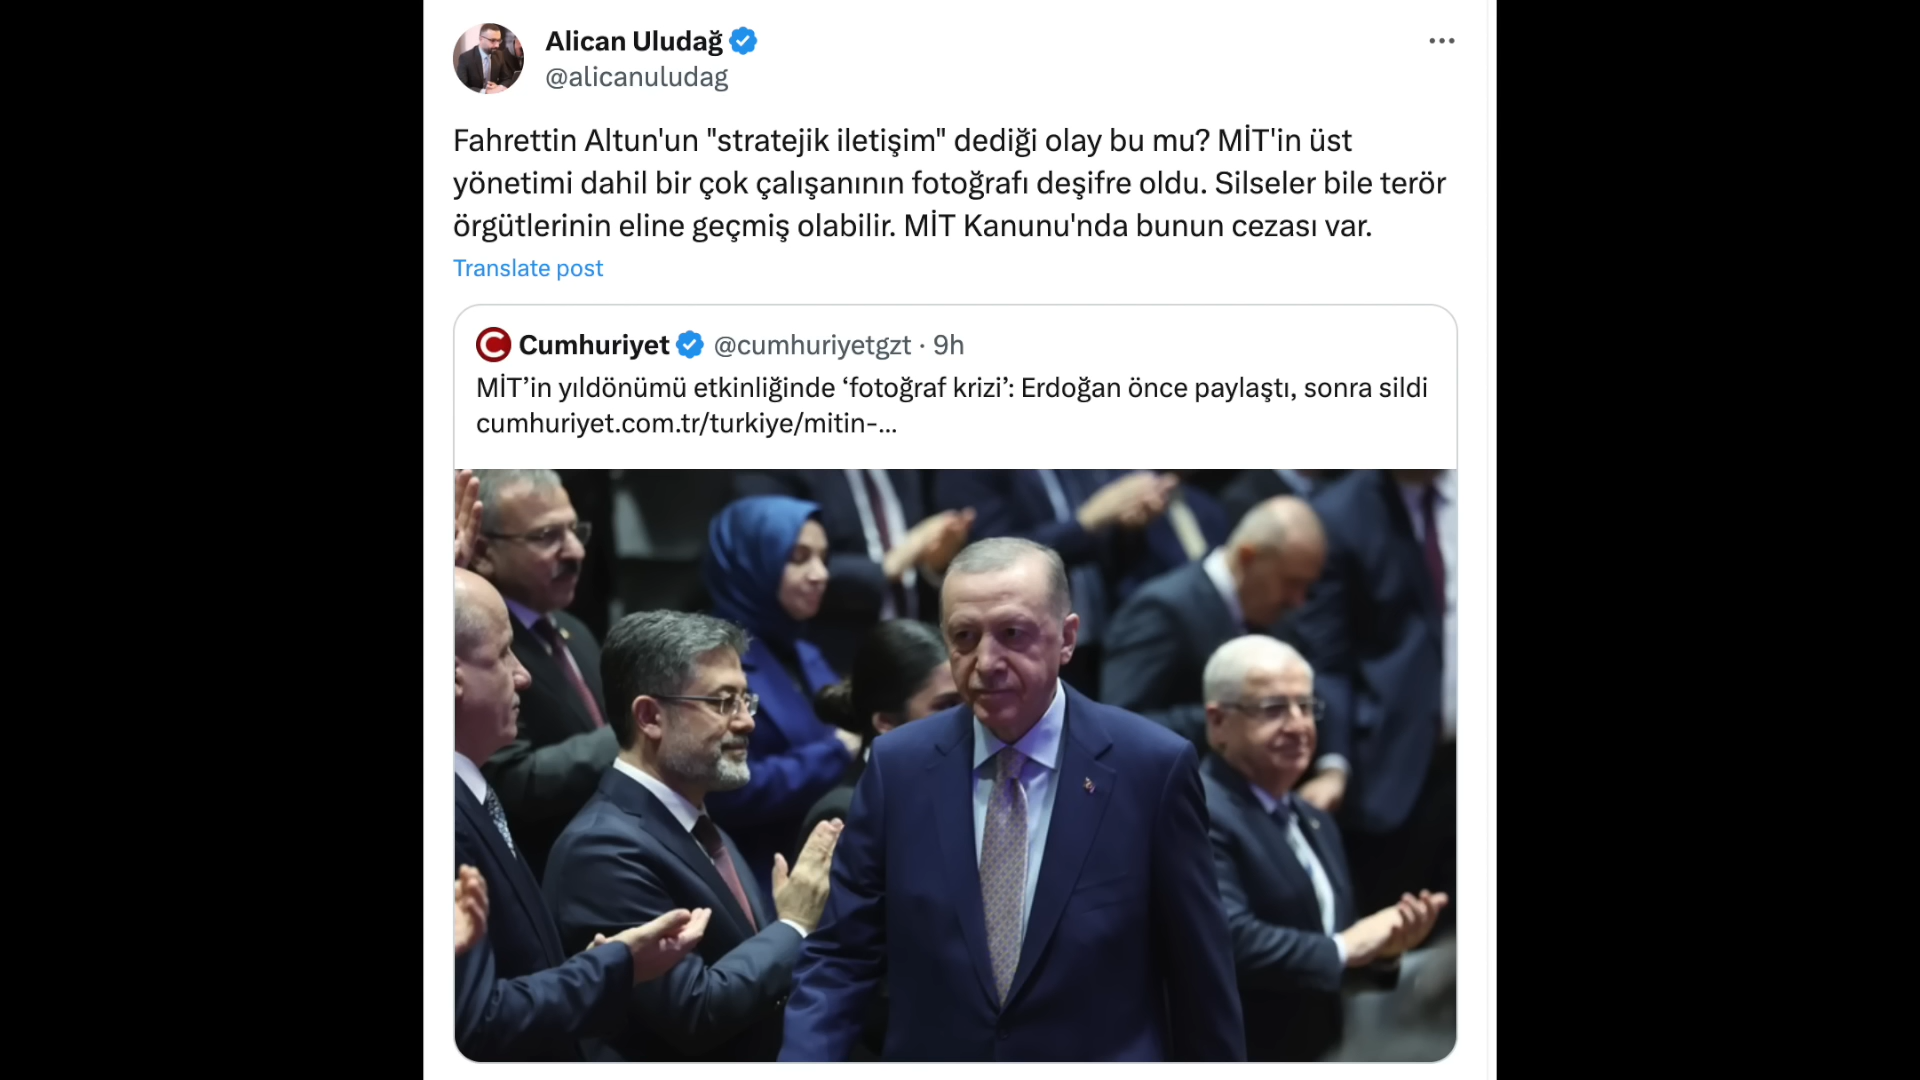 Alican Uludağ
@alicanuludag
Fahrettin Altun'un "stratejik iletişim" dediği olay bu mu? MİT'in üst
yönetimi dahil bir çok çalışanının fotoğrafı deşifre oldu. Silseler bile terör
örgütlerinin eline geçmiş olabilir. MİT Kanunu'nda bunun cezası var.
Translate post
Cumhuriyet @cumhuriyetgzt · 9h
MİT’in yıldönümü etkinliğinde ‘fotoğraf krizi’: Erdoğan önce paylaştı, sonra sildi
cumhuriyet.com.tr/turkiye/mitin-...